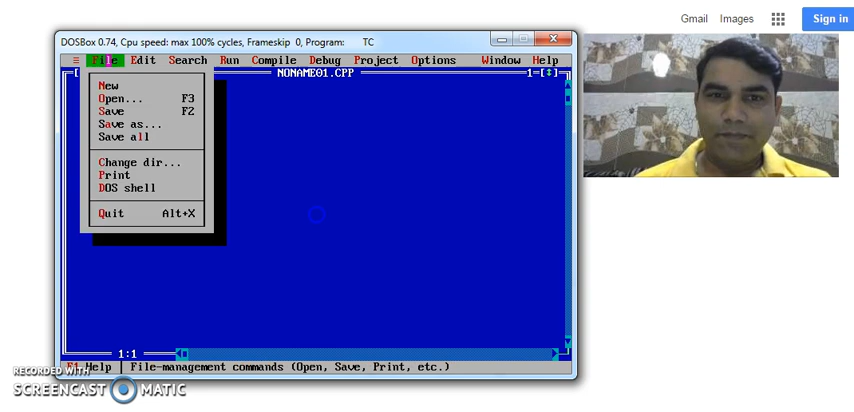 Gmail Images Sign in
DOSBox 0.74, Cpu speed: max 100% cycles, Frameskip 0, Program: TC
≡ File Edit Search Run Compile Debug Project Options Window Help
[ NONAME01.CPP 1=[↕]
New
Open... F3
Save F2
Save as...
Save all
Change dir...
Print
DOS shell
Quit Alt+X
1:1
F1 Help | File-management commands (Open, Save, Print, etc.)
RECORDED WITH
SCREENCAST MATIC